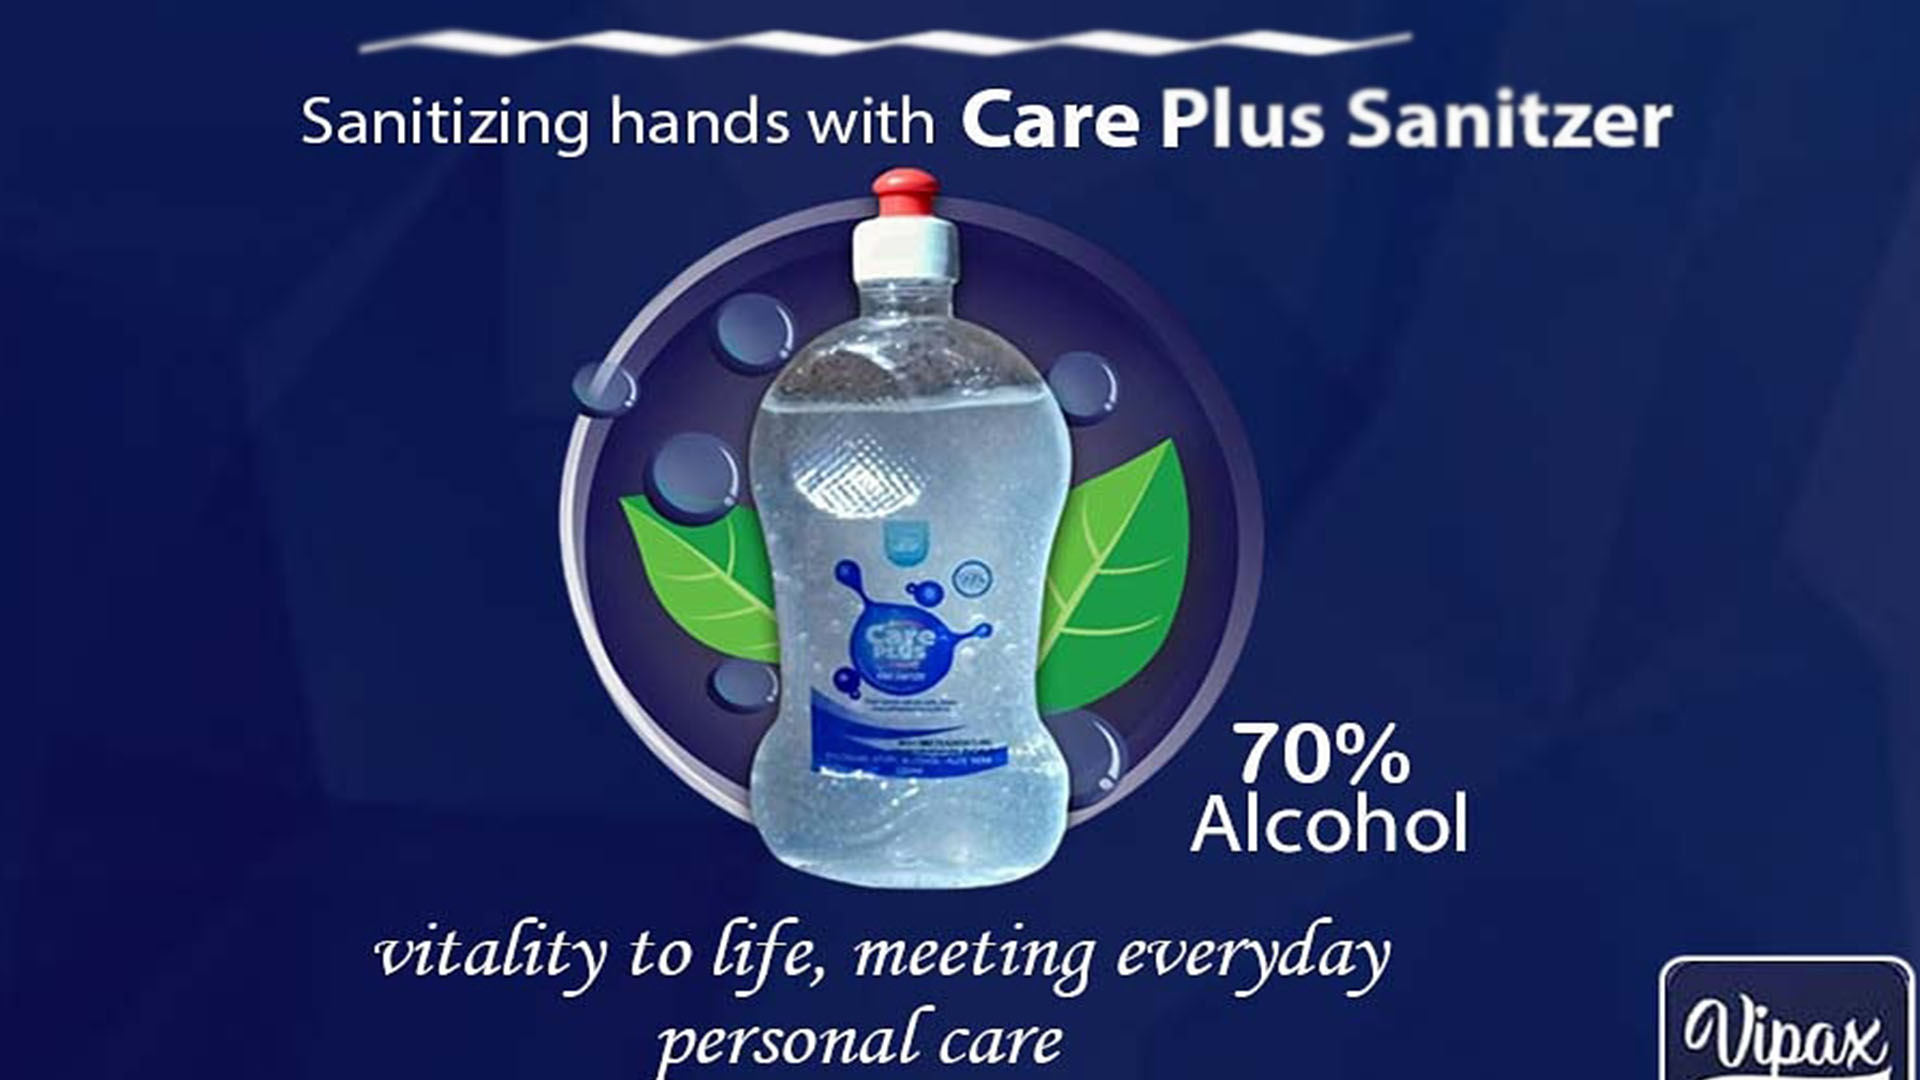 Sanitizing hands with Care Plus Sanitzer
Care
Plus
70%
Alcohol
vitality to life, meeting everyday
personal care
Vipax